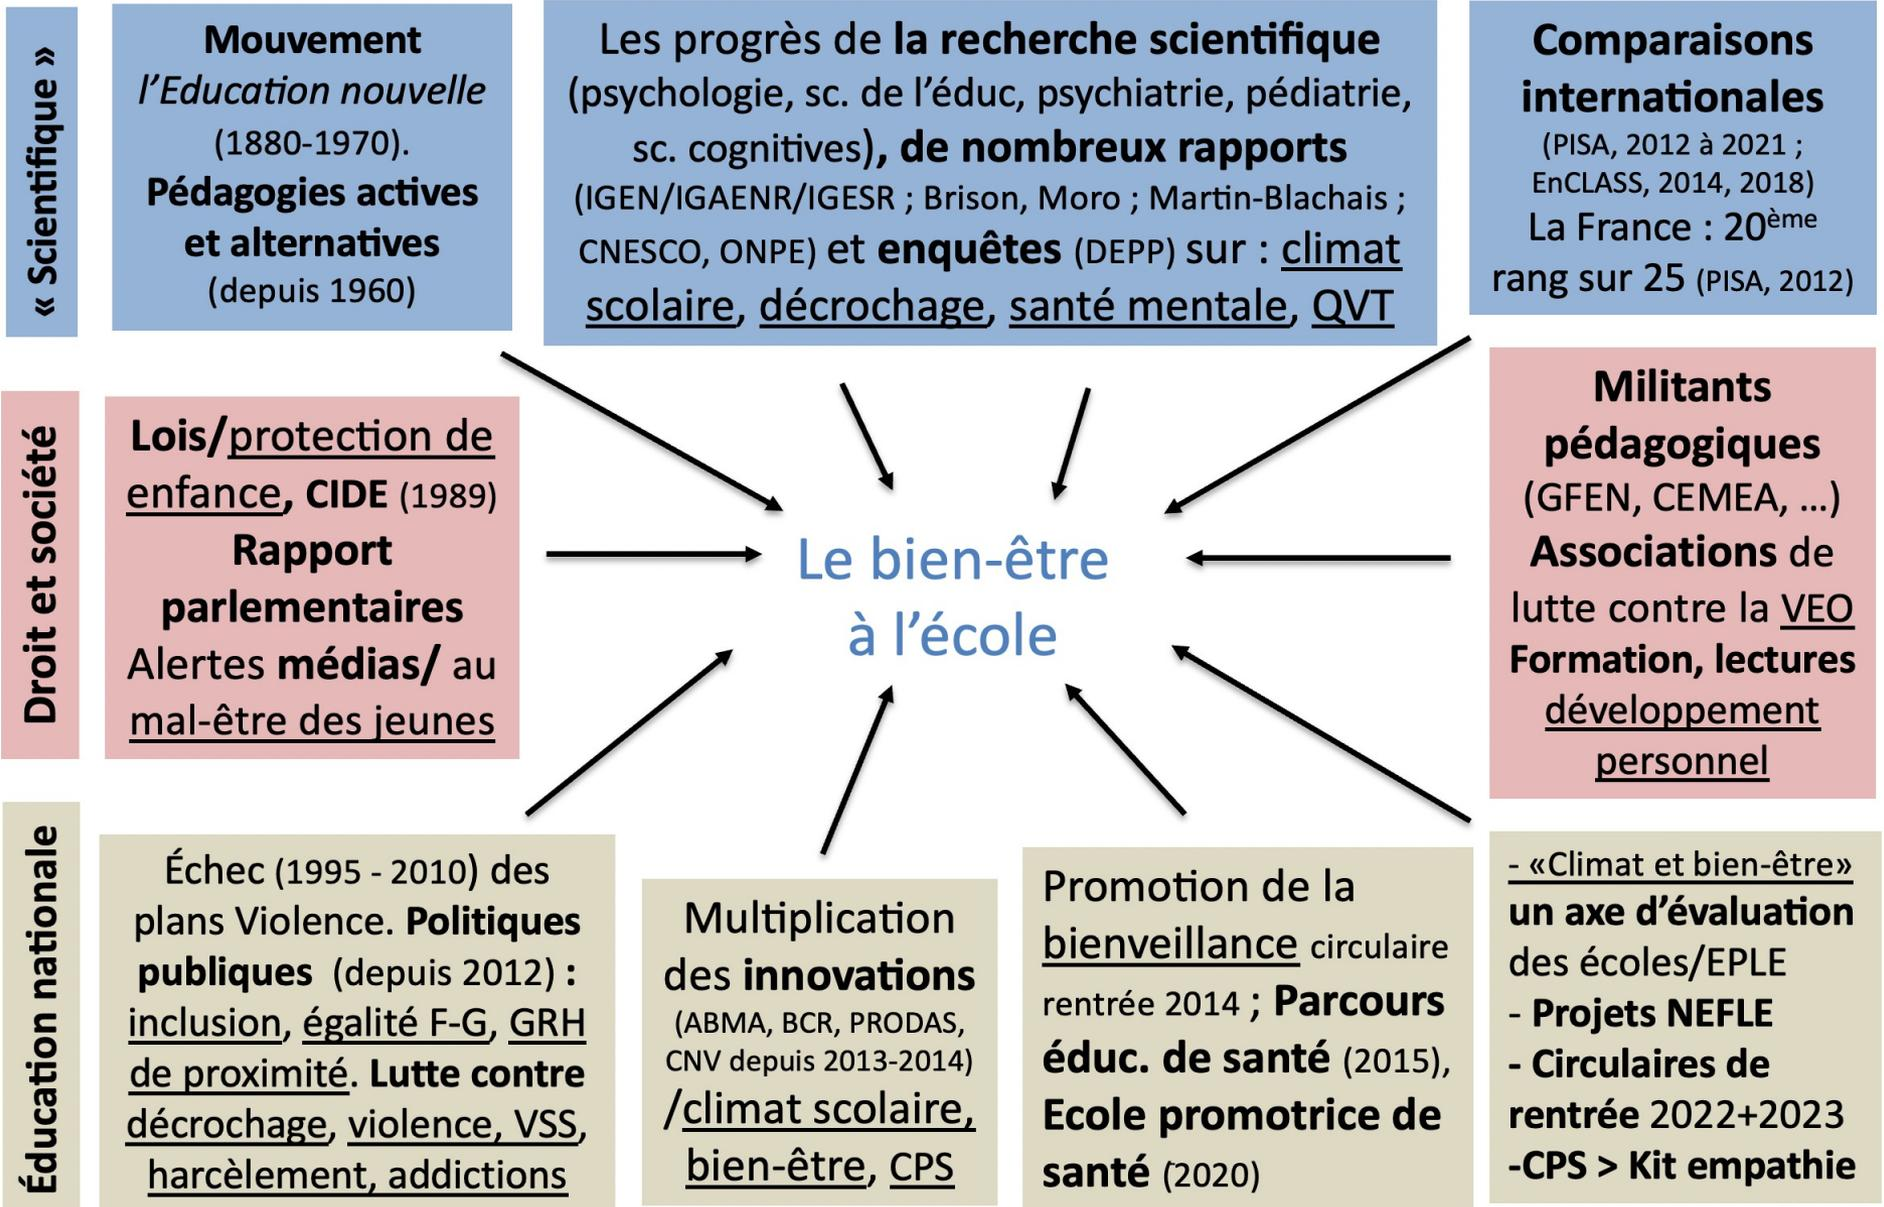 « Scientifique »
Mouvement
l’Education nouvelle
(1880-1970).
Pédagogies actives
et alternatives
(depuis 1960)
Les progrès de la recherche scientifique
(psychologie, sc. de l’éduc, psychiatrie, pédiatrie,
sc. cognitives), de nombreux rapports
(IGEN/IGAENR/IGESR ; Brison, Moro ; Martin-Blachais ;
CNESCO, ONPE) et enquêtes (DEPP) sur : climat
scolaire, décrochage, santé mentale, QVT
Comparaisons
internationales
(PISA, 2012 à 2021 ;
EnCLASS, 2014, 2018)
La France : 20ème
rang sur 25 (PISA, 2012)
Droit et société
Lois/protection de
enfance, CIDE (1989)
Rapport
parlementaires
Alertes médias/ au
mal-être des jeunes
Le bien-être
à l’école
Militants
pédagogiques
(GFEN, CEMEA, …)
Associations de
lutte contre la VEO
Formation, lectures
développement
personnel
Éducation nationale
Échec (1995 - 2010) des
plans Violence. Politiques
publiques (depuis 2012) :
inclusion, égalité F-G, GRH
de proximité. Lutte contre
décrochage, violence, VSS,
harcèlement, addictions
Multiplication
des innovations
(ABMA, BCR, PRODAS,
CNV depuis 2013-2014)
/climat scolaire,
bien-être, CPS
Promotion de la
bienveillance circulaire
rentrée 2014 ; Parcours
éduc. de santé (2015),
Ecole promotrice de
santé (2020)
- «Climat et bien-être»
un axe d’évaluation
des écoles/EPLE
- Projets NEFLE
- Circulaires de
rentrée 2022+2023
-CPS > Kit empathie